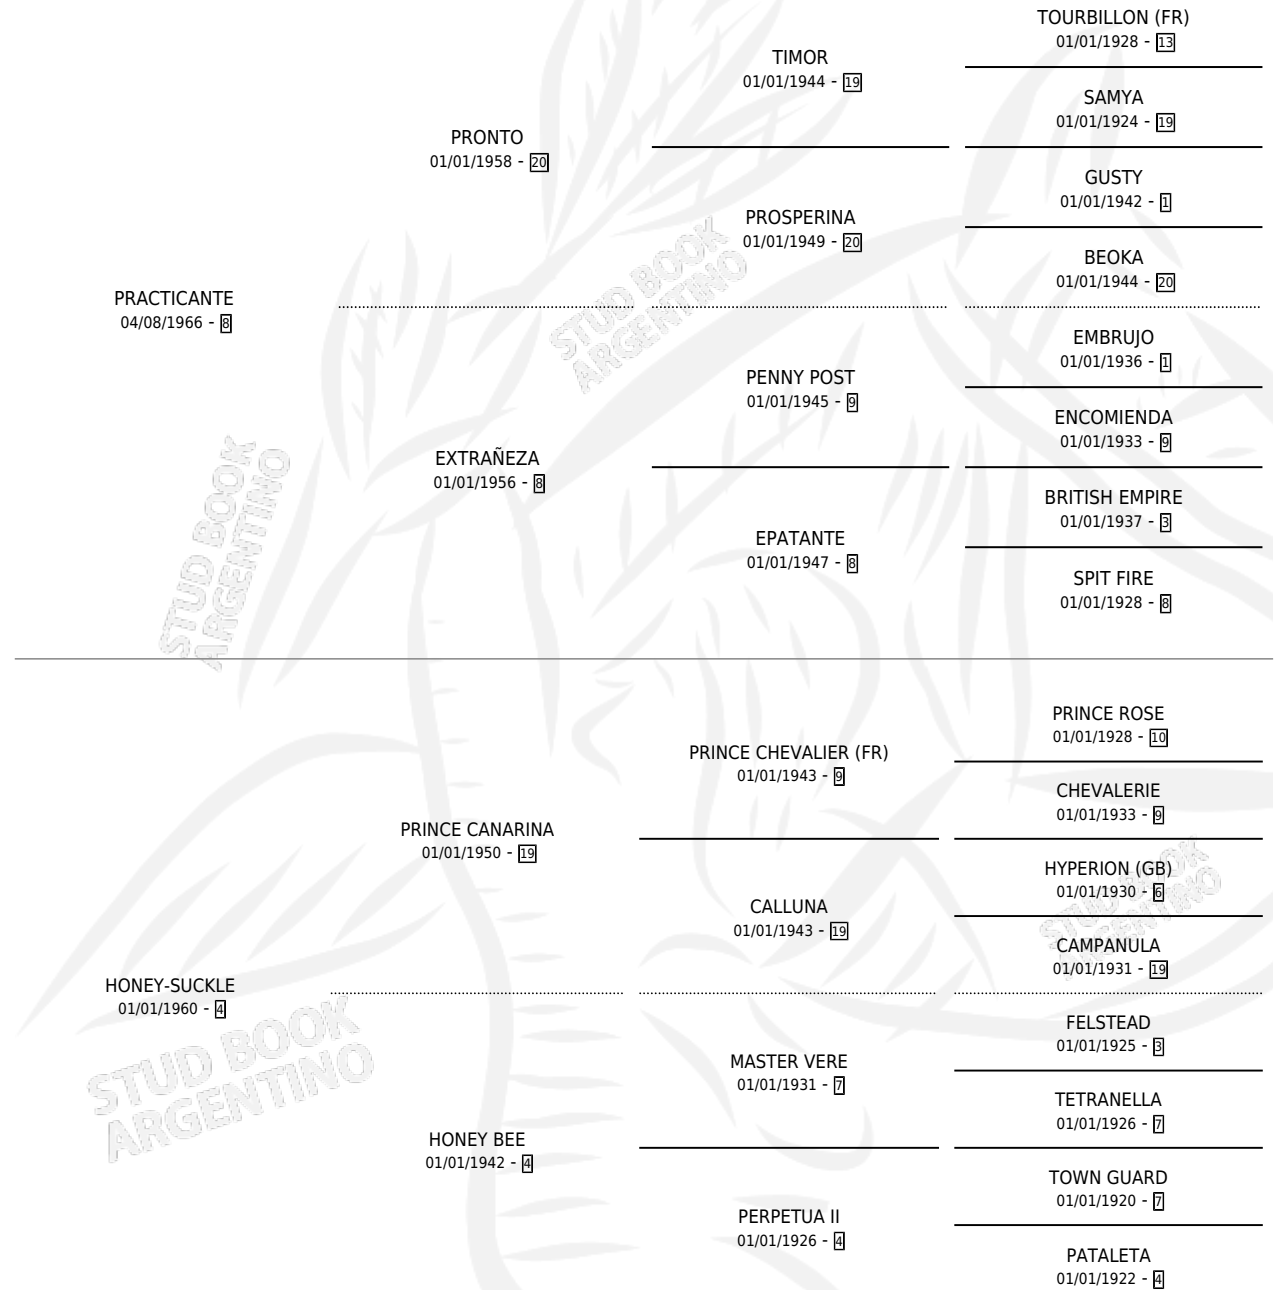 TOURBILLON (FR)
01/01/1928 - 13
TIMOR
01/01/1944 - 19
SAMYA
01/01/1924 - 19
PRONTO
01/01/1958 - 20
GUSTY
01/01/1942 - 1
PROSPERINA
01/01/1949 - 20
BEOKA
01/01/1944 - 20
PRACTICANTE
04/08/1966 - 8
EMBRUJO
01/01/1936 - 1
PENNY POST
01/01/1945 - 9
ENCOMIENDA
01/01/1933 - 9
EXTRAÑEZA
01/01/1956 - 8
BRITISH EMPIRE
01/01/1937 - 3
EPATANTE
01/01/1947 - 8
SPIT FIRE
01/01/1928 - 8
STUD BOOK
ARGENTINO
STUD BOOK
ARGENTINO
PRINCE ROSE
01/01/1928 - 10
PRINCE CHEVALIER (FR)
01/01/1943 - 9
CHEVALERIE
01/01/1933 - 9
PRINCE CANARINA
01/01/1950 - 19
HYPERION (GB)
01/01/1930 - 6
CALLUNA
01/01/1943 - 19
CAMPANULA
01/01/1931 - 19
HONEY-SUCKLE
01/01/1960 - 4
FELSTEAD
01/01/1925 - 3
MASTER VERE
01/01/1931 - 7
TETRANELLA
01/01/1926 - 7
HONEY BEE
01/01/1942 - 4
TOWN GUARD
01/01/1920 - 7
PERPETUA II
01/01/1926 - 4
PATALETA
01/01/1922 - 4
STUD BOOK
ARGENTINO
STUD BOOK
ARGENTINO